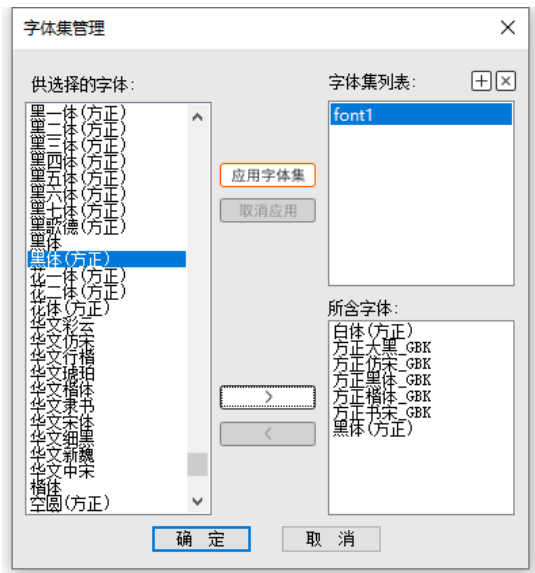 字体集管理
供选择的字体:
黑一体(方正)
黑二体(方正)
黑三体(方正)
黑四体(方正)
黑五体(方正)
黑六体(方正)
黑七体(方正)
黑歌德(方正)
黑体
黑体(方正)
花一体(方正)
花二体(方正)
花体(方正)
华文彩云
华文仿宋
华文行楷
华文琥珀
华文楷体
华文隶书
华文宋体
华文细黑
华文新魏
华文中宋
楷体
空圆(方正)
应用字体集
取消应用
>
<
字体集列表:
font1
所含字体:
白体(方正)
方正大黑_GBK
方正仿宋_GBK
方正黑体_GBK
方正楷体_GBK
方正书宋_GBK
黑体(方正)
确 定
取 消